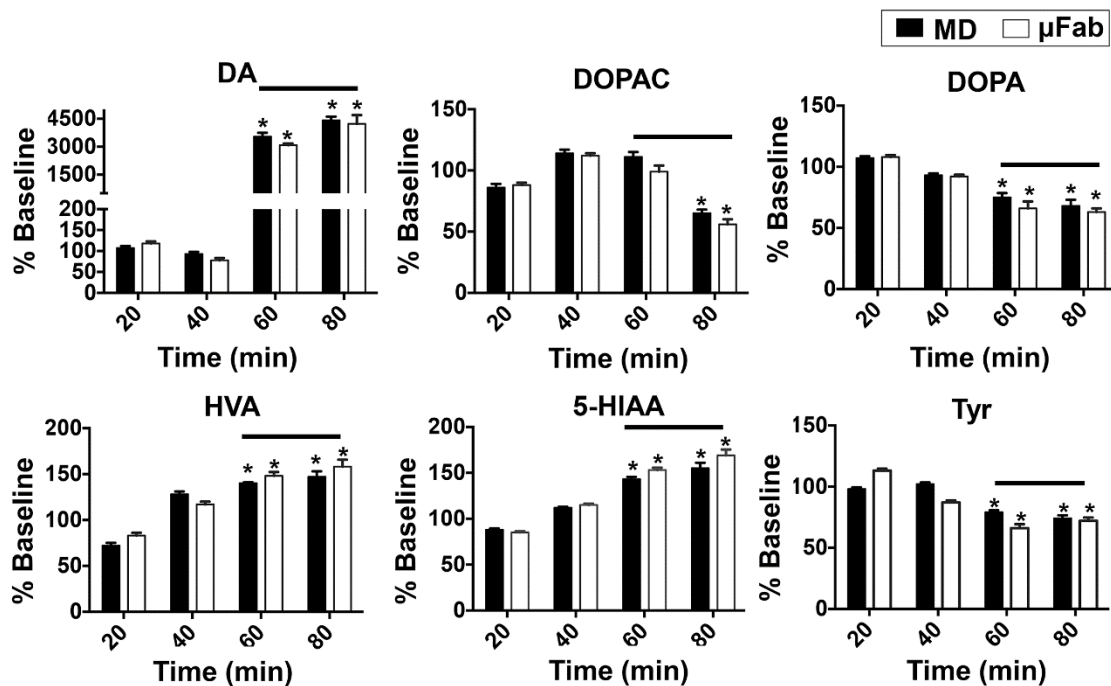 MD µFab
DA
% Baseline
4500
3000
1500
200
150
100
50
0
* * * *
20 40 60 80
Time (min)
DOPAC
% Baseline
150
100
50
0
* *
20 40 60 80
Time (min)
DOPA
% Baseline
150
100
50
0
* * * *
20 40 60 80
Time (min)
HVA
% Baseline
200
150
100
50
0
* * * *
20 40 60 80
Time (min)
5-HIAA
% Baseline
200
150
100
50
0
* * * *
20 40 60 80
Time (min)
Tyr
% Baseline
150
100
50
0
* * * *
20 40 60 80
Time (min)